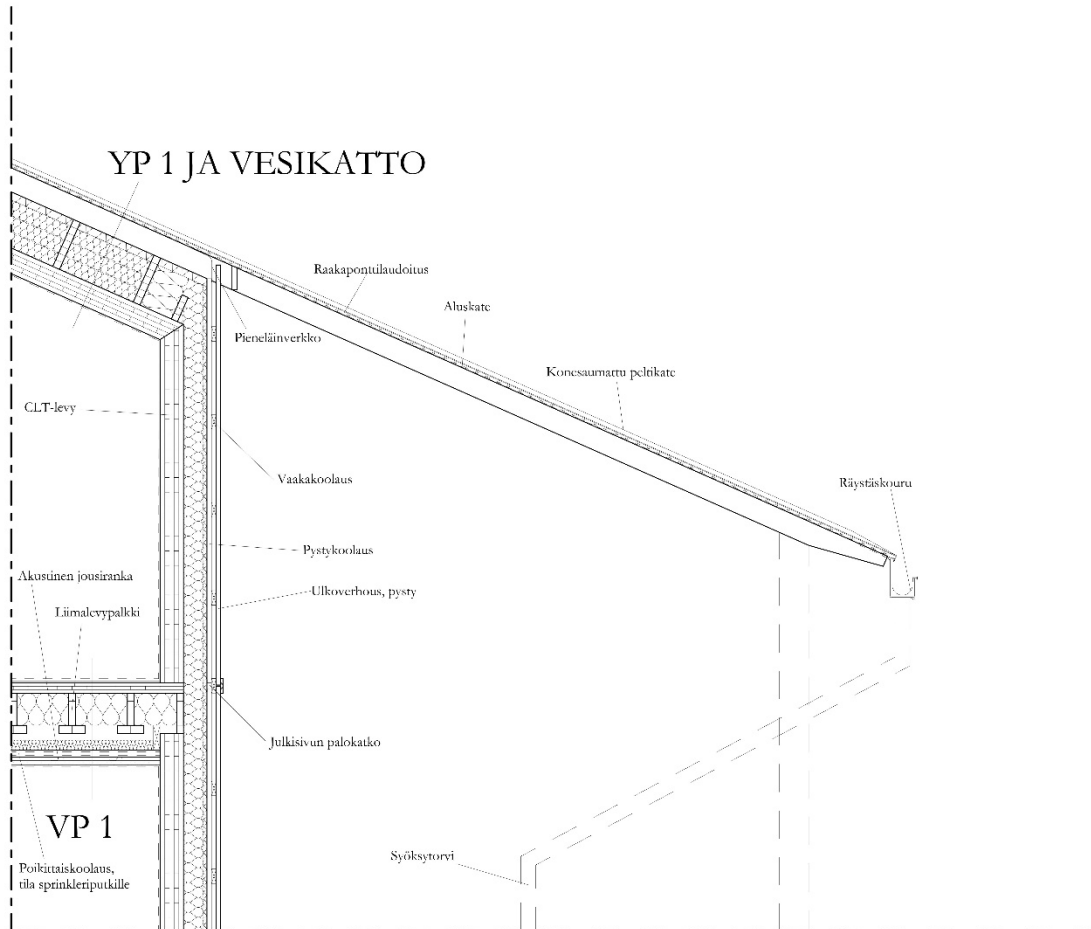 YP 1 JA VESIKATTO
Raakaponttilaudoitus
Aluskate
Pieneläinverkko
Konesaumattu peltikate
CLT-levy
Vaakakoolaus
Räystäskouru
Pystykoolaus
Akustinen jousiranka
Ulkoverhous, pysty
Liimalevypalkki
Julkisivun palokatko
VP 1
Syöksytorvi
Poikittaiskoolaus,
tila sprinkleriputkille